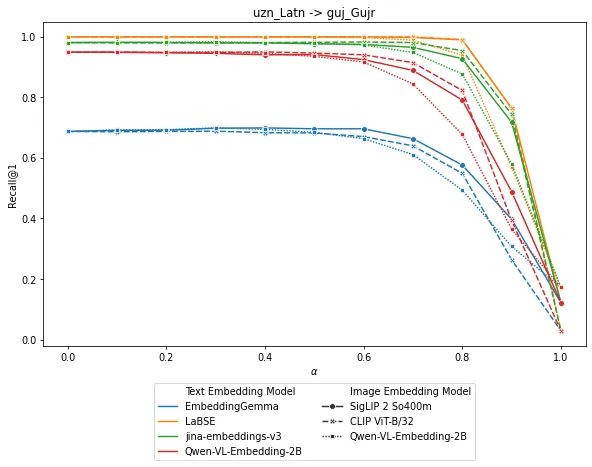 uzn_Latn -> guj_Gujr
Recall@1
1.0
0.8
0.6
0.4
0.2
0.0
0.0 0.2 0.4 0.6 0.8 1.0
α
Text Embedding Model Image Embedding Model
EmbeddingGemma SigLIP 2 So400m
LaBSE CLIP ViT-B/32
jina-embeddings-v3 Qwen-VL-Embedding-2B
Qwen-VL-Embedding-2B